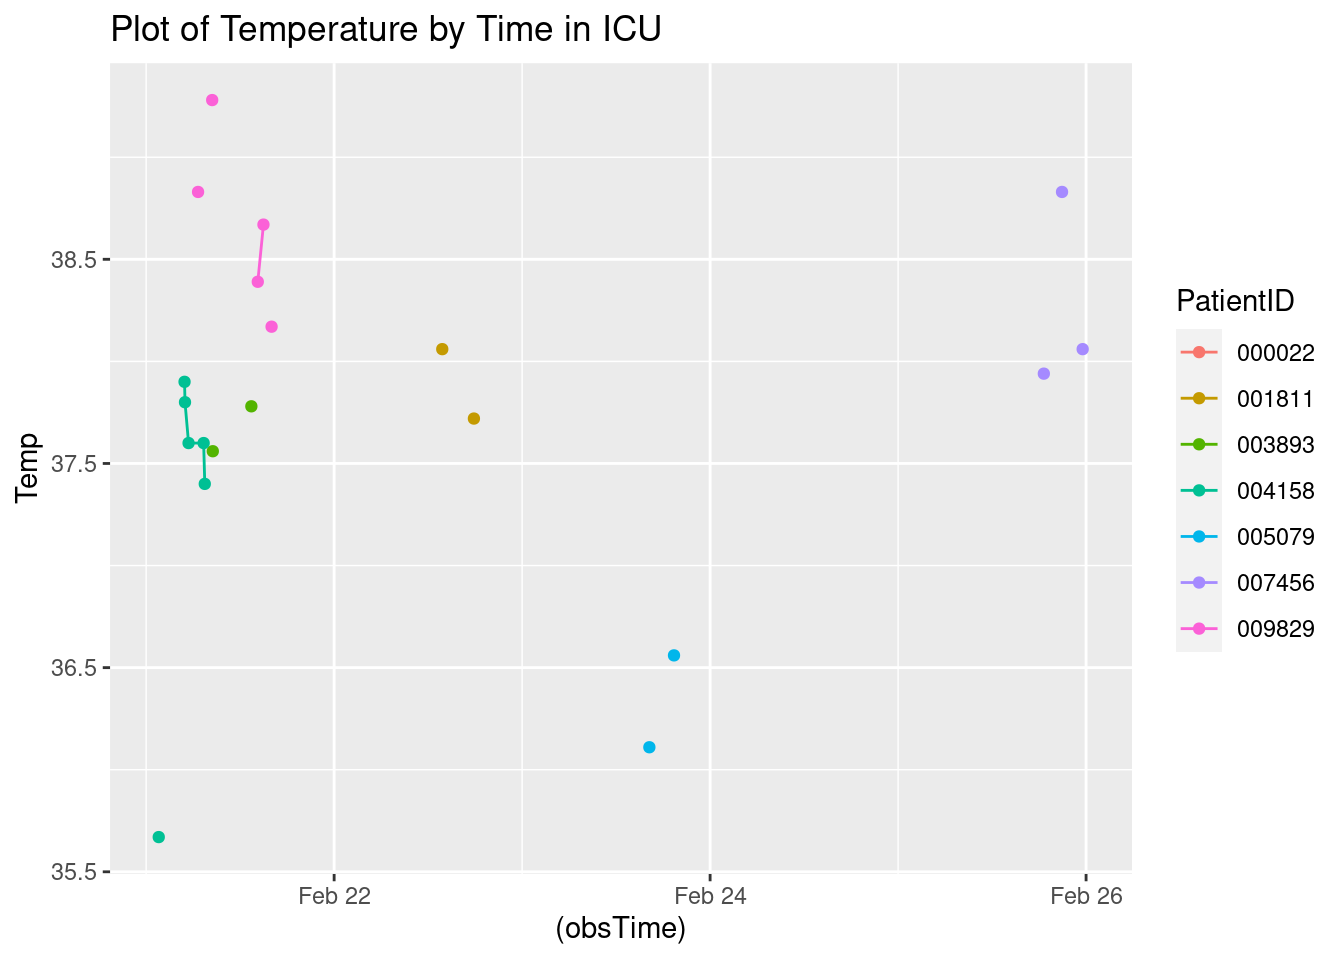 Plot of Temperature by Time in ICU
Temp
38.5
37.5
36.5
35.5
Feb 22
Feb 24
Feb 26
(obsTime)
PatientID
000022
001811
003893
004158
005079
007456
009829